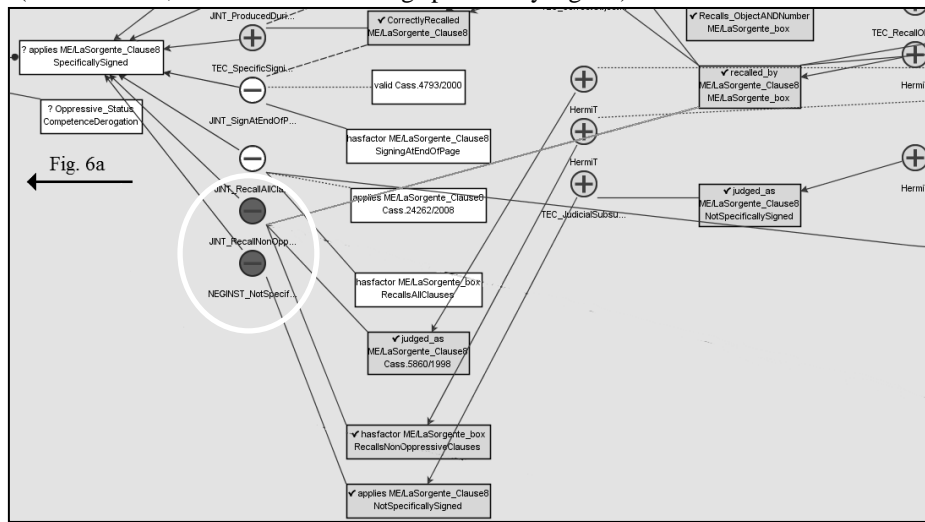 JINT_ProducedDuri...
✔ CorrectlyRecalled
ME/LaSorgente_Clause8
✔ Recalls_ObjectANDNumber
ME/LaSorgente_box
? applies ME/LaSorgente_Clause8
SpecificallySigned
TEC_SpecificSigni...
TEC_RecallOb
✔ recalled_by
ME/LaSorgente_Clause8
ME/LaSorgente_box
valid Cass.4793/2000
? Oppressive_Status
CompetenceDerogation
JINT_SignAtEndOfP...
HermiT
HermiT
hasfactor ME/LaSorgente_Clause8
SigningAtEndOfPage
Fig. 6a
HermiT
HermiT
JINT_RecallAllCla...
applies ME/LaSorgente_Clause8
Cass.24262/2008
✔ judged_as
ME/LaSorgente_Clause8
NotSpecificallySigned
TEC_JudicialSubsu...
JINT_RecallNonOpp...
NEGINST_NotSpecif...
hasfactor ME/LaSorgente_box
RecallsAllClauses
✔ judged_as
ME/LaSorgente_Clause8
Cass.5860/1998
✔ hasfactor ME/LaSorgente_box
RecallsNonOppressiveClauses
✔ applies ME/LaSorgente_Clause8
NotSpecificallySigned